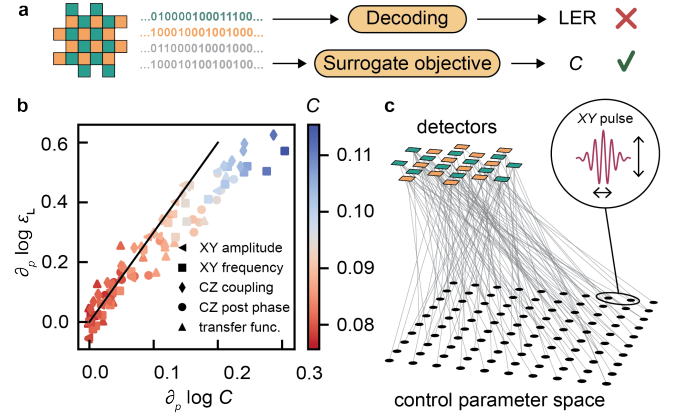 a
...010000100011100...
...100010001001000...
...011000010001000...
...100010100100100...
Decoding
LER
Surrogate objective
C
b
C
0.6
0.4
0.2
0.0
∂p log εL
0.0
0.1
0.2
0.3
∂p log C
XY amplitude
XY frequency
CZ coupling
CZ post phase
transfer func.
0.11
0.10
0.09
0.08
c
detectors
XY pulse
control parameter space